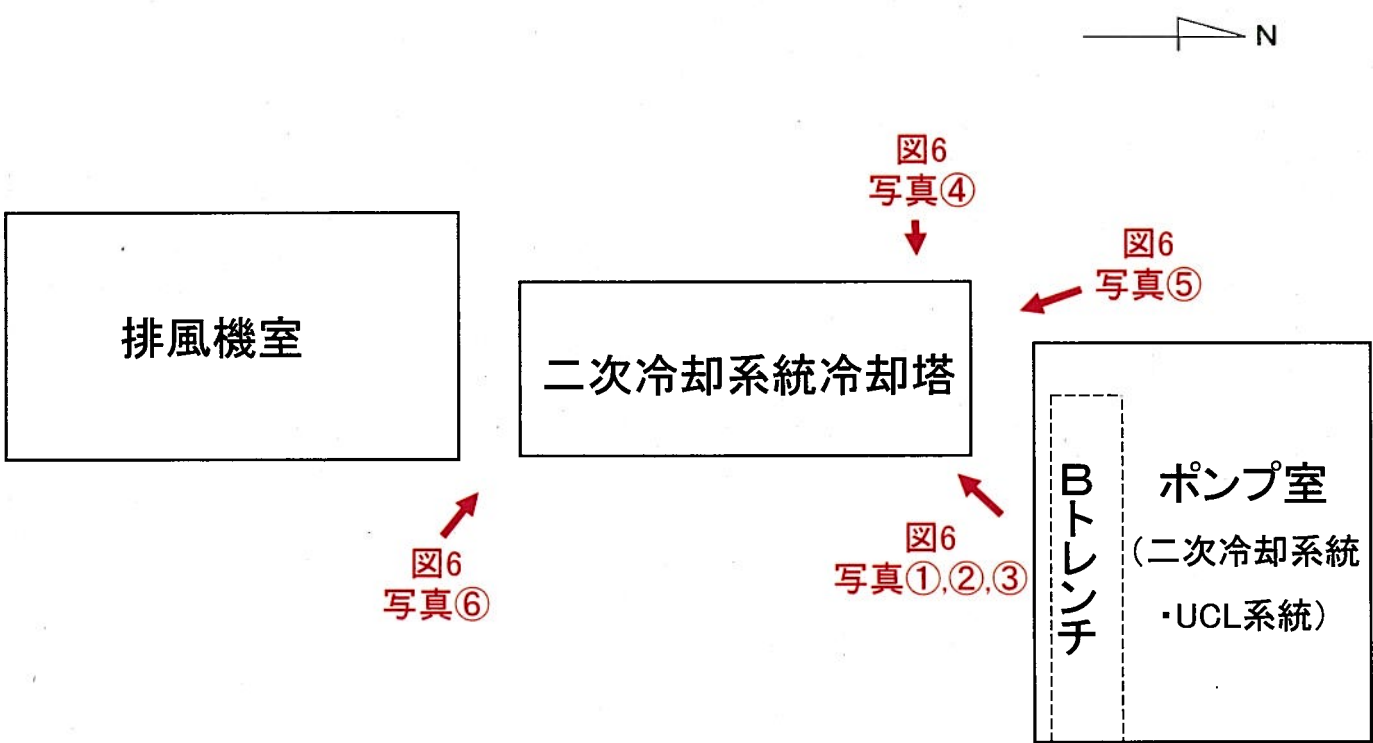 N
図6
写真④
図6
写真⑤
排風機室
二次冷却系統冷却塔
図6
写真⑥
図6
写真①,②,③
Bトレンチ
ポンプ室
(二次冷却系統
・UCL系統)